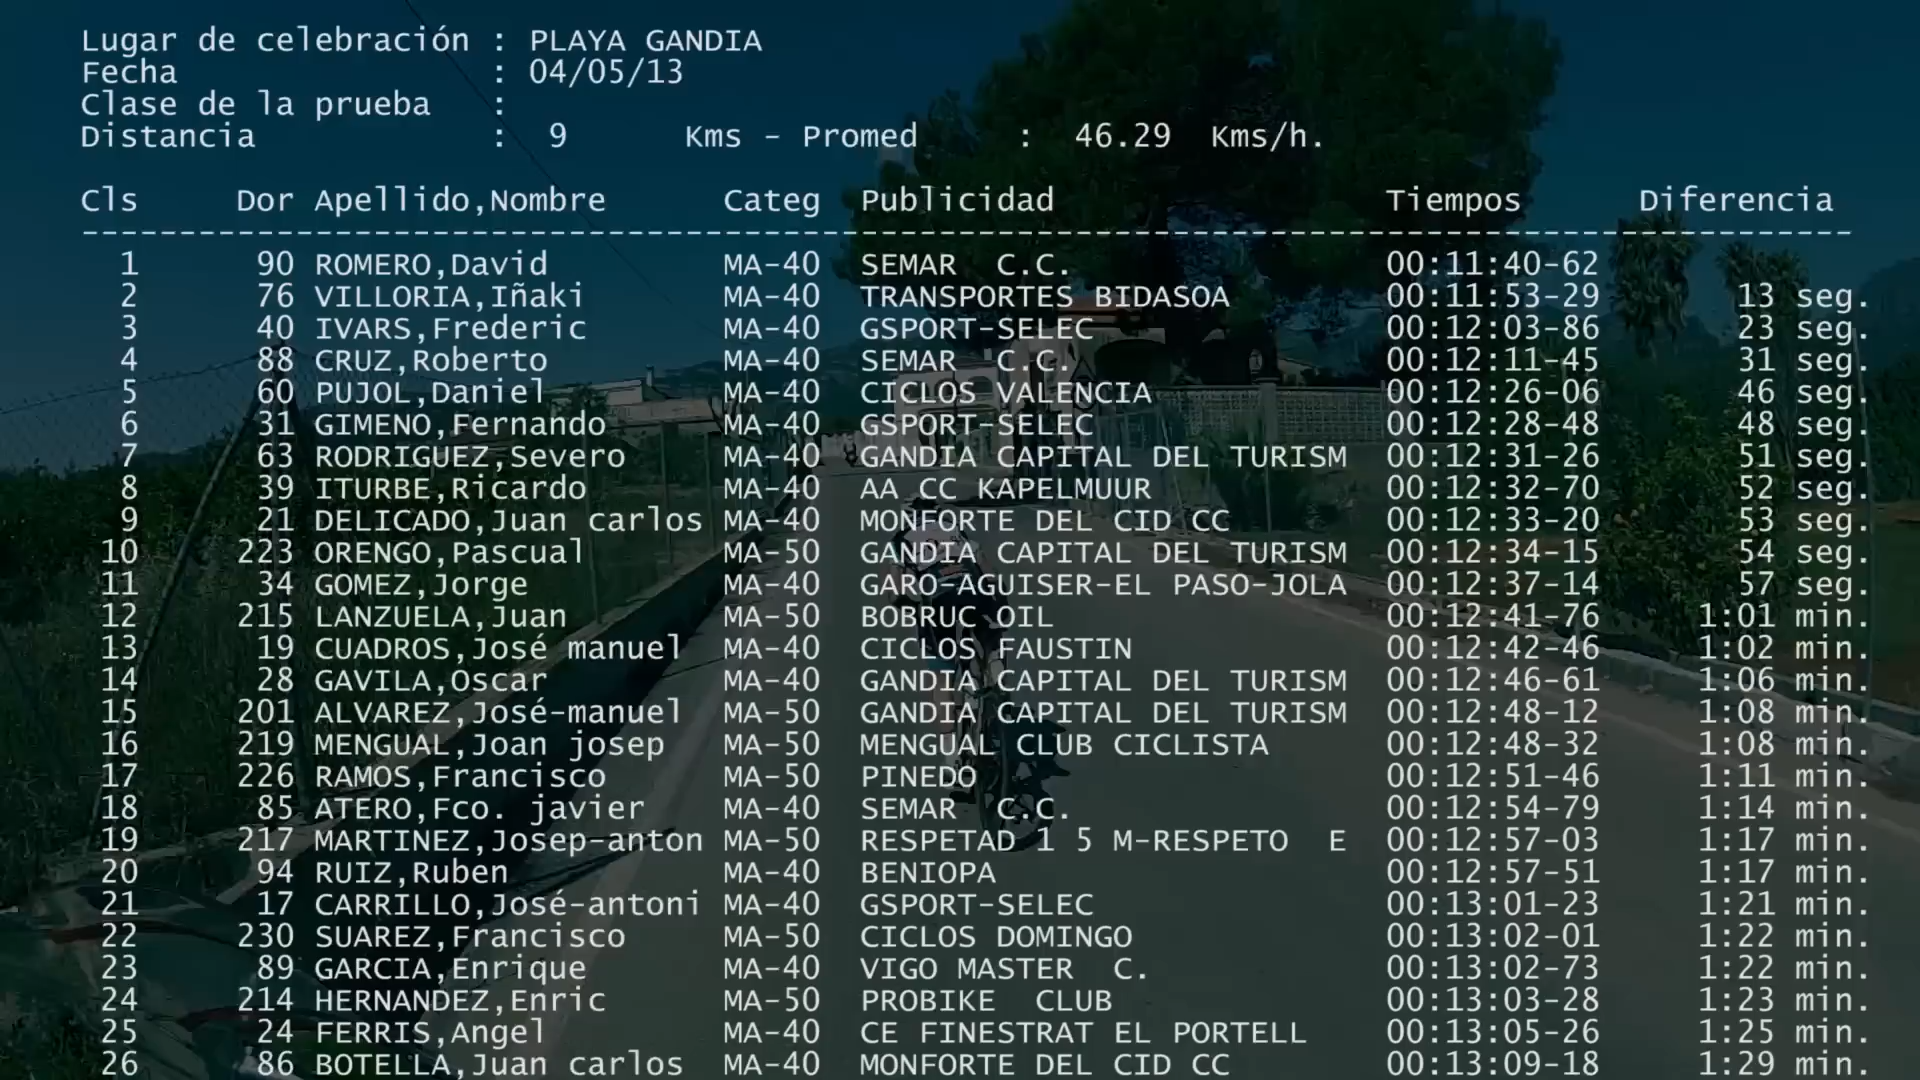 Lugar de celebración : PLAYA GANDIA
Fecha : 04/05/13
Clase de la prueba :
Distancia : 9 Kms - Promed : 46.29 Kms/h.
Cls Dor Apellido,Nombre Categ Publicidad Tiempos Diferencia
1 90 ROMERO,David MA-40 SEMAR C.C. 00:11:40-62
2 76 VILLORIA,Iñaki MA-40 TRANSPORTES BIDASOA 00:11:53-29 13 seg.
3 40 IVARS,Frederic MA-40 GSPORT-SELEC 00:12:03-86 23 seg.
4 88 CRUZ,Roberto MA-40 SEMAR C.C. 00:12:11-45 31 seg.
5 60 PUJOL,Daniel MA-40 CICLOS VALENCIA 00:12:26-06 46 seg.
6 31 GIMENO,Fernando MA-40 GSPORT-SELEC 00:12:28-48 48 seg.
7 63 RODRIGUEZ,Severo MA-40 GANDIA CAPITAL DEL TURISM 00:12:31-26 51 seg.
8 39 ITURBE,Ricardo MA-40 AA CC KAPELMUUR 00:12:32-70 52 seg.
9 21 DELICADO,Juan carlos MA-40 MONFORTE DEL CID CC 00:12:33-20 53 seg.
10 223 ORENGO,Pascual MA-50 GANDIA CAPITAL DEL TURISM 00:12:34-15 54 seg.
11 34 GOMEZ,Jorge MA-40 GARO-AGUISER-EL PASO-JOLA 00:12:37-14 57 seg.
12 215 LANZUELA,Juan MA-50 BOBRUC OIL 00:12:41-76 1:01 min.
13 19 CUADROS,José manuel MA-40 CICLOS FAUSTIN 00:12:42-46 1:02 min.
14 28 GAVILA,Oscar MA-40 GANDIA CAPITAL DEL TURISM 00:12:46-61 1:06 min.
15 201 ALVAREZ,José-manuel MA-50 GANDIA CAPITAL DEL TURISM 00:12:48-12 1:08 min.
16 219 MENGUAL,Joan josep MA-50 MENGUAL CLUB CICLISTA 00:12:48-32 1:08 min.
17 226 RAMOS,Francisco MA-50 PINEDO 00:12:51-46 1:11 min.
18 85 ATERO,Fco. javier MA-40 SEMAR C.C. 00:12:54-79 1:14 min.
19 217 MARTINEZ,Josep-anton MA-50 RESPETAD 1 5 M-RESPETO E 00:12:57-03 1:17 min.
20 94 RUIZ,Ruben MA-40 BENIOPA 00:12:57-51 1:17 min.
21 17 CARRILLO,José-antoni MA-40 GSPORT-SELEC 00:13:01-23 1:21 min.
22 230 SUAREZ,Francisco MA-50 CICLOS DOMINGO 00:13:02-01 1:22 min.
23 89 GARCIA,Enrique MA-40 VIGO MASTER C. 00:13:02-73 1:22 min.
24 214 HERNANDEZ,Enric MA-50 PROBIKE CLUB 00:13:03-28 1:23 min.
25 24 FERRIS,Angel MA-40 CE FINESTRAT EL PORTELL 00:13:05-26 1:25 min.
26 86 BOTELLA,Juan carlos MA-40 MONFORTE DEL CID CC 00:13:09-18 1:29 min.